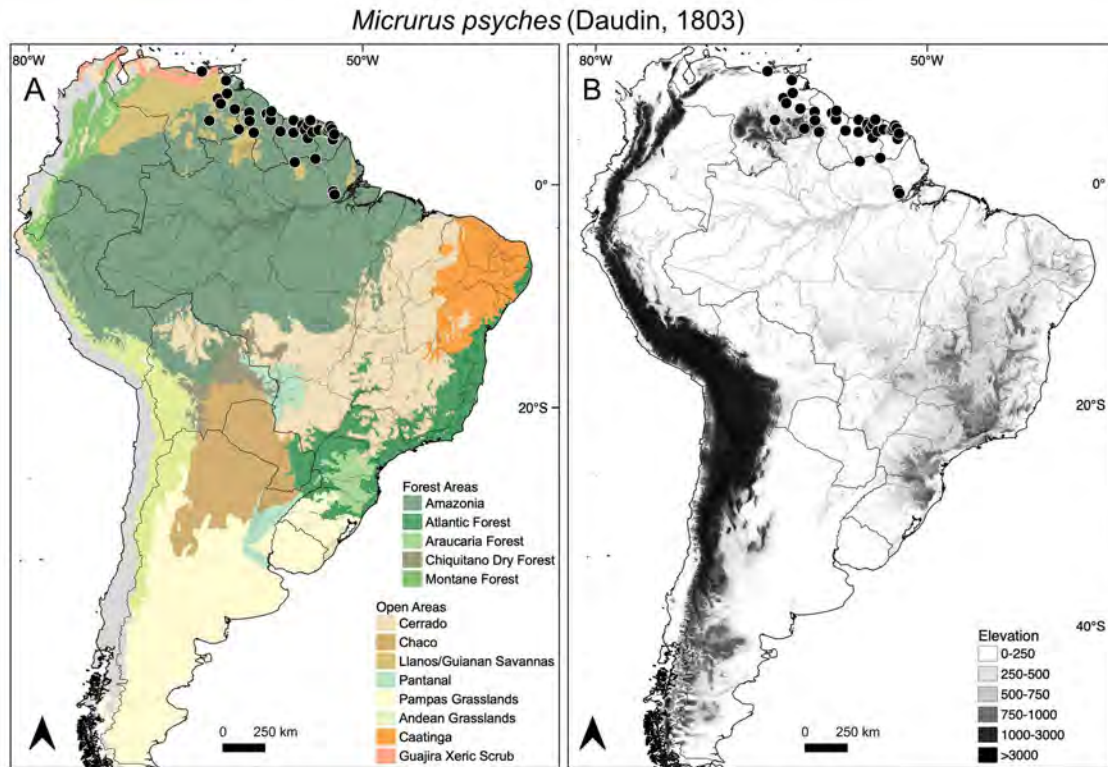 Micrurus psyches (Daudin, 1803)
A
80°W
50°W
0°
20°S
Forest Areas
Amazonia
Atlantic Forest
Araucaria Forest
Chiquitano Dry Forest
Montane Forest
Open Areas
Cerrado
Chaco
Llanos/Guianan Savannas
Pantanal
Pampas Grasslands
Andean Grasslands
Caatinga
Guajira Xeric Scrub
0 250 km
B
80°W
50°W
0°
20°S
40°S
Elevation
0-250
250-500
500-750
750-1000
1000-3000
>3000
0 250 km